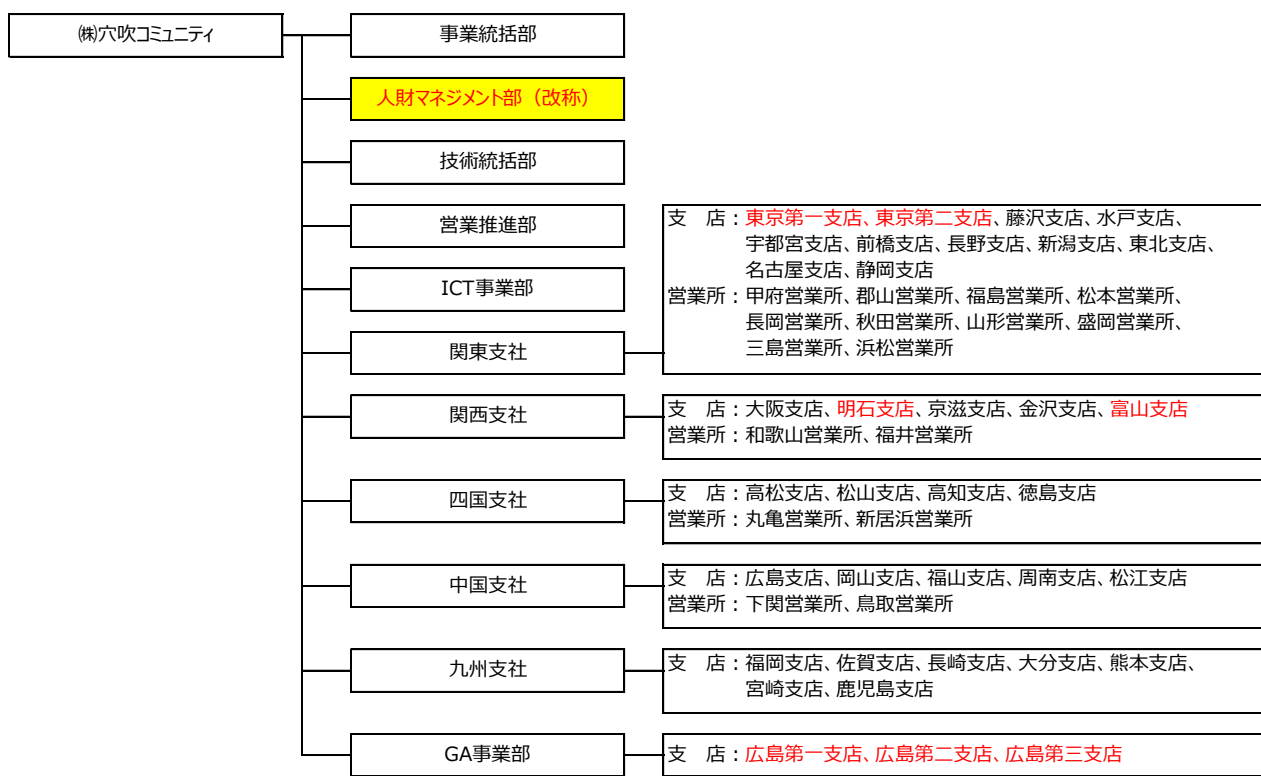 ㈱穴吹コミュニティ
事業統括部
人財マネジメント部（改称）
技術統括部
営業推進部
ICT事業部
関東支社
支　店：東京第一支店、東京第二支店、藤沢支店、水戸支店、
宇都宮支店、前橋支店、長野支店、新潟支店、東北支店、
名古屋支店、静岡支店
営業所：甲府営業所、郡山営業所、福島営業所、松本営業所、
長岡営業所、秋田営業所、山形営業所、盛岡営業所、
三島営業所、浜松営業所
関西支社
支　店：大阪支店、明石支店、京滋支店、金沢支店、富山支店
営業所：和歌山営業所、福井営業所
四国支社
支　店：高松支店、松山支店、高知支店、徳島支店
営業所：丸亀営業所、新居浜営業所
中国支社
支　店：広島支店、岡山支店、福山支店、周南支店、松江支店
営業所：下関営業所、鳥取営業所
九州支社
支　店：福岡支店、佐賀支店、長崎支店、大分支店、熊本支店、
宮崎支店、鹿児島支店
GA事業部
支　店：広島第一支店、広島第二支店、広島第三支店